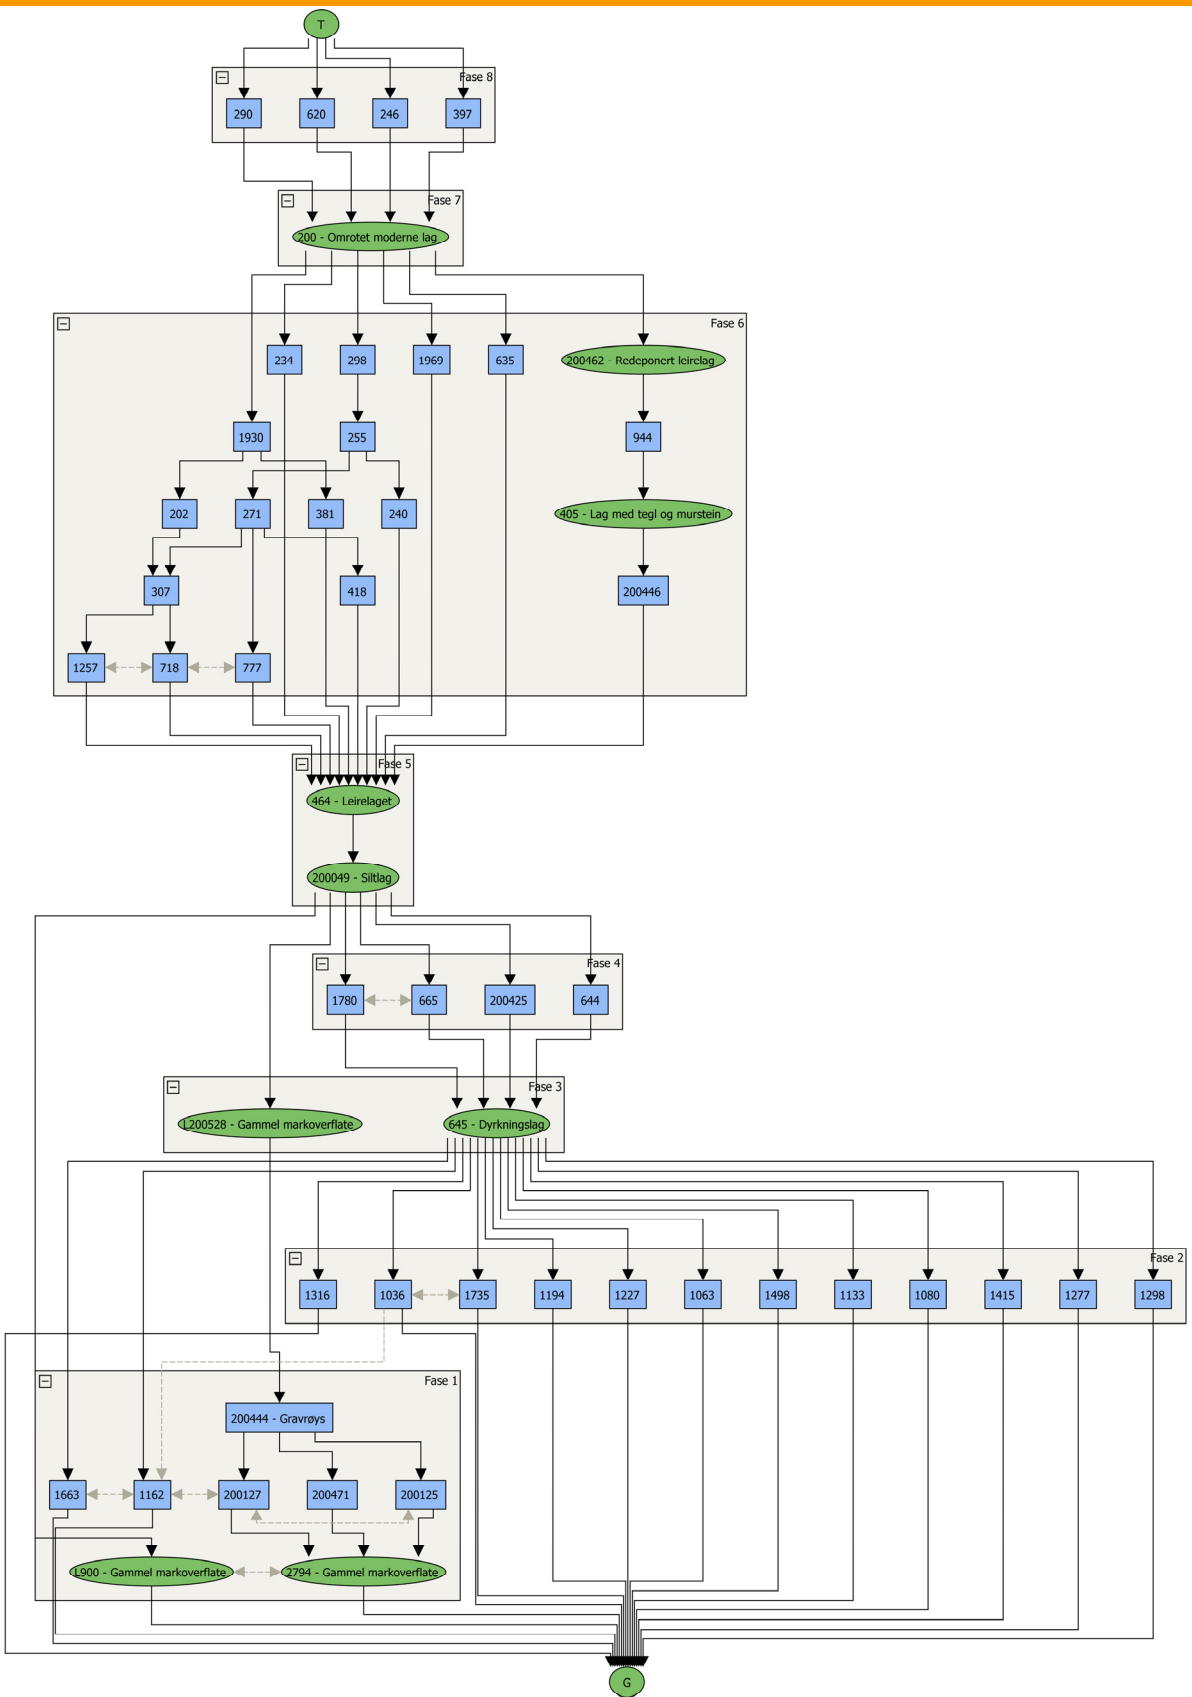 T
Fase 8
290 620 246 397
Fase 7
200 - Omrotet moderne lag
Fase 6
234 298 1969 635 200462 - Redeponert leirelag
1930 255 944
202 271 381 240 405 - Lag med tegl og murstein
307 418 200446
1257 718 777
Fase 5
464 - Leirelaget
200049 - Siltlag
Fase 4
1780 665 200425 644
Fase 3
L200528 - Gammel markoverflate 645 - Dyrkningslag
Fase 2
1316 1036 1735 1194 1227 1063 1498 1133 1080 1415 1277 1298
Fase 1
200444 - Gravrøys
1663 1162 200127 200471 200125
L900 - Gammel markoverflate 2794 - Gammel markoverflate
G